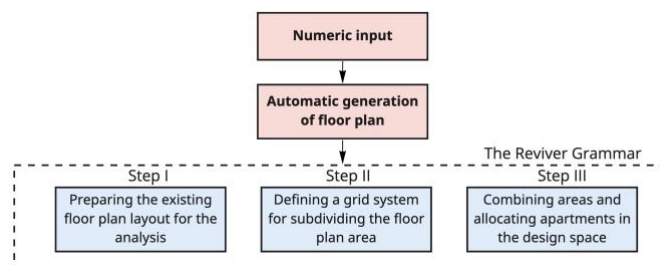 Numeric input
Automatic generation
of floor plan
The Reviver Grammar
Step I
Preparing the existing
floor plan layout for the
analysis
Step II
Defining a grid system
for subdividing the floor
plan area
Step III
Combining areas and
allocating apartments in
the design space